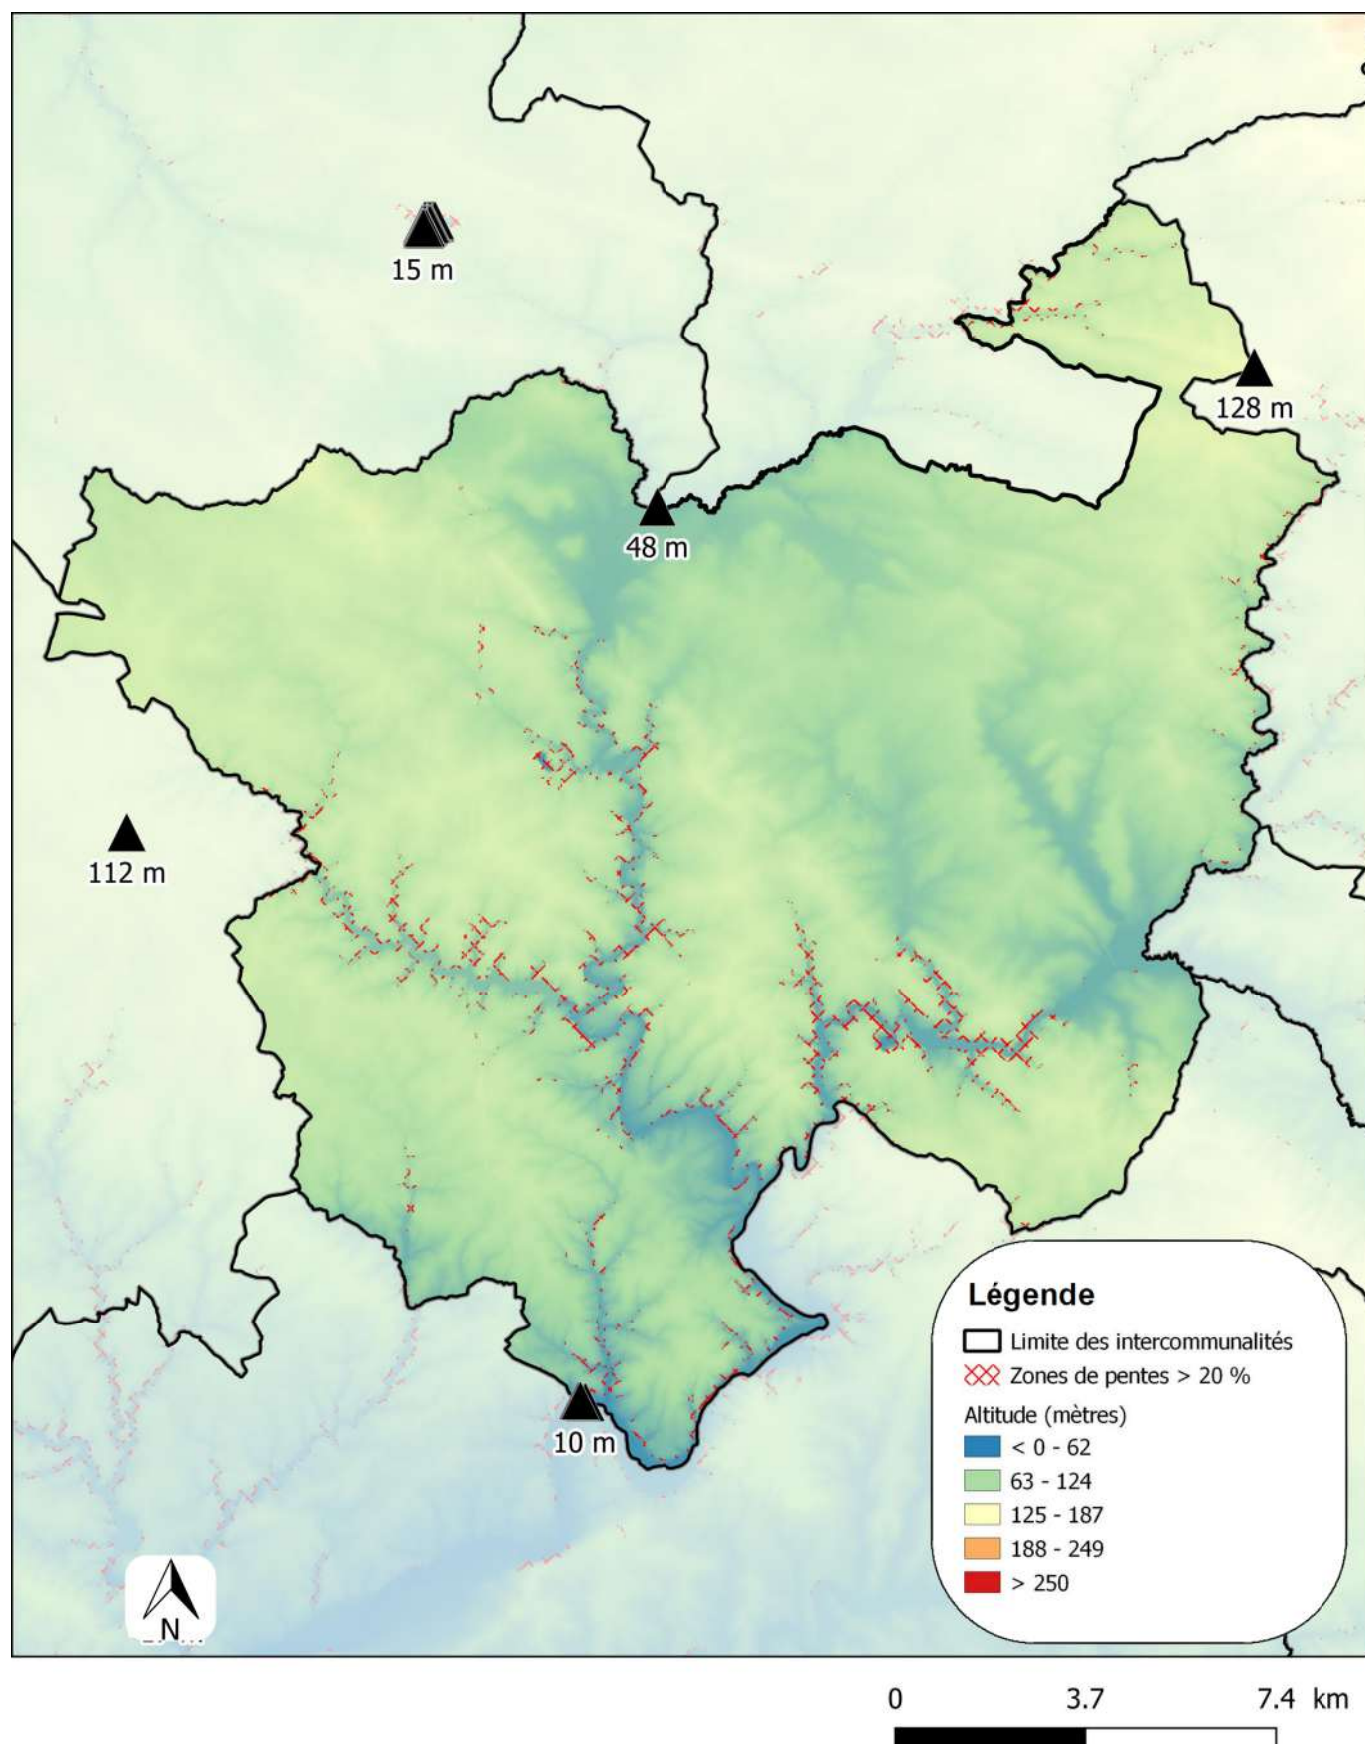 15 m
128 m
48 m
112 m
10 m
Légende
Limite des intercommunalités
Zones de pentes > 20 %
Altitude (mètres)
< 0 - 62
63 - 124
125 - 187
188 - 249
> 250
N
0 3.7 7.4 km